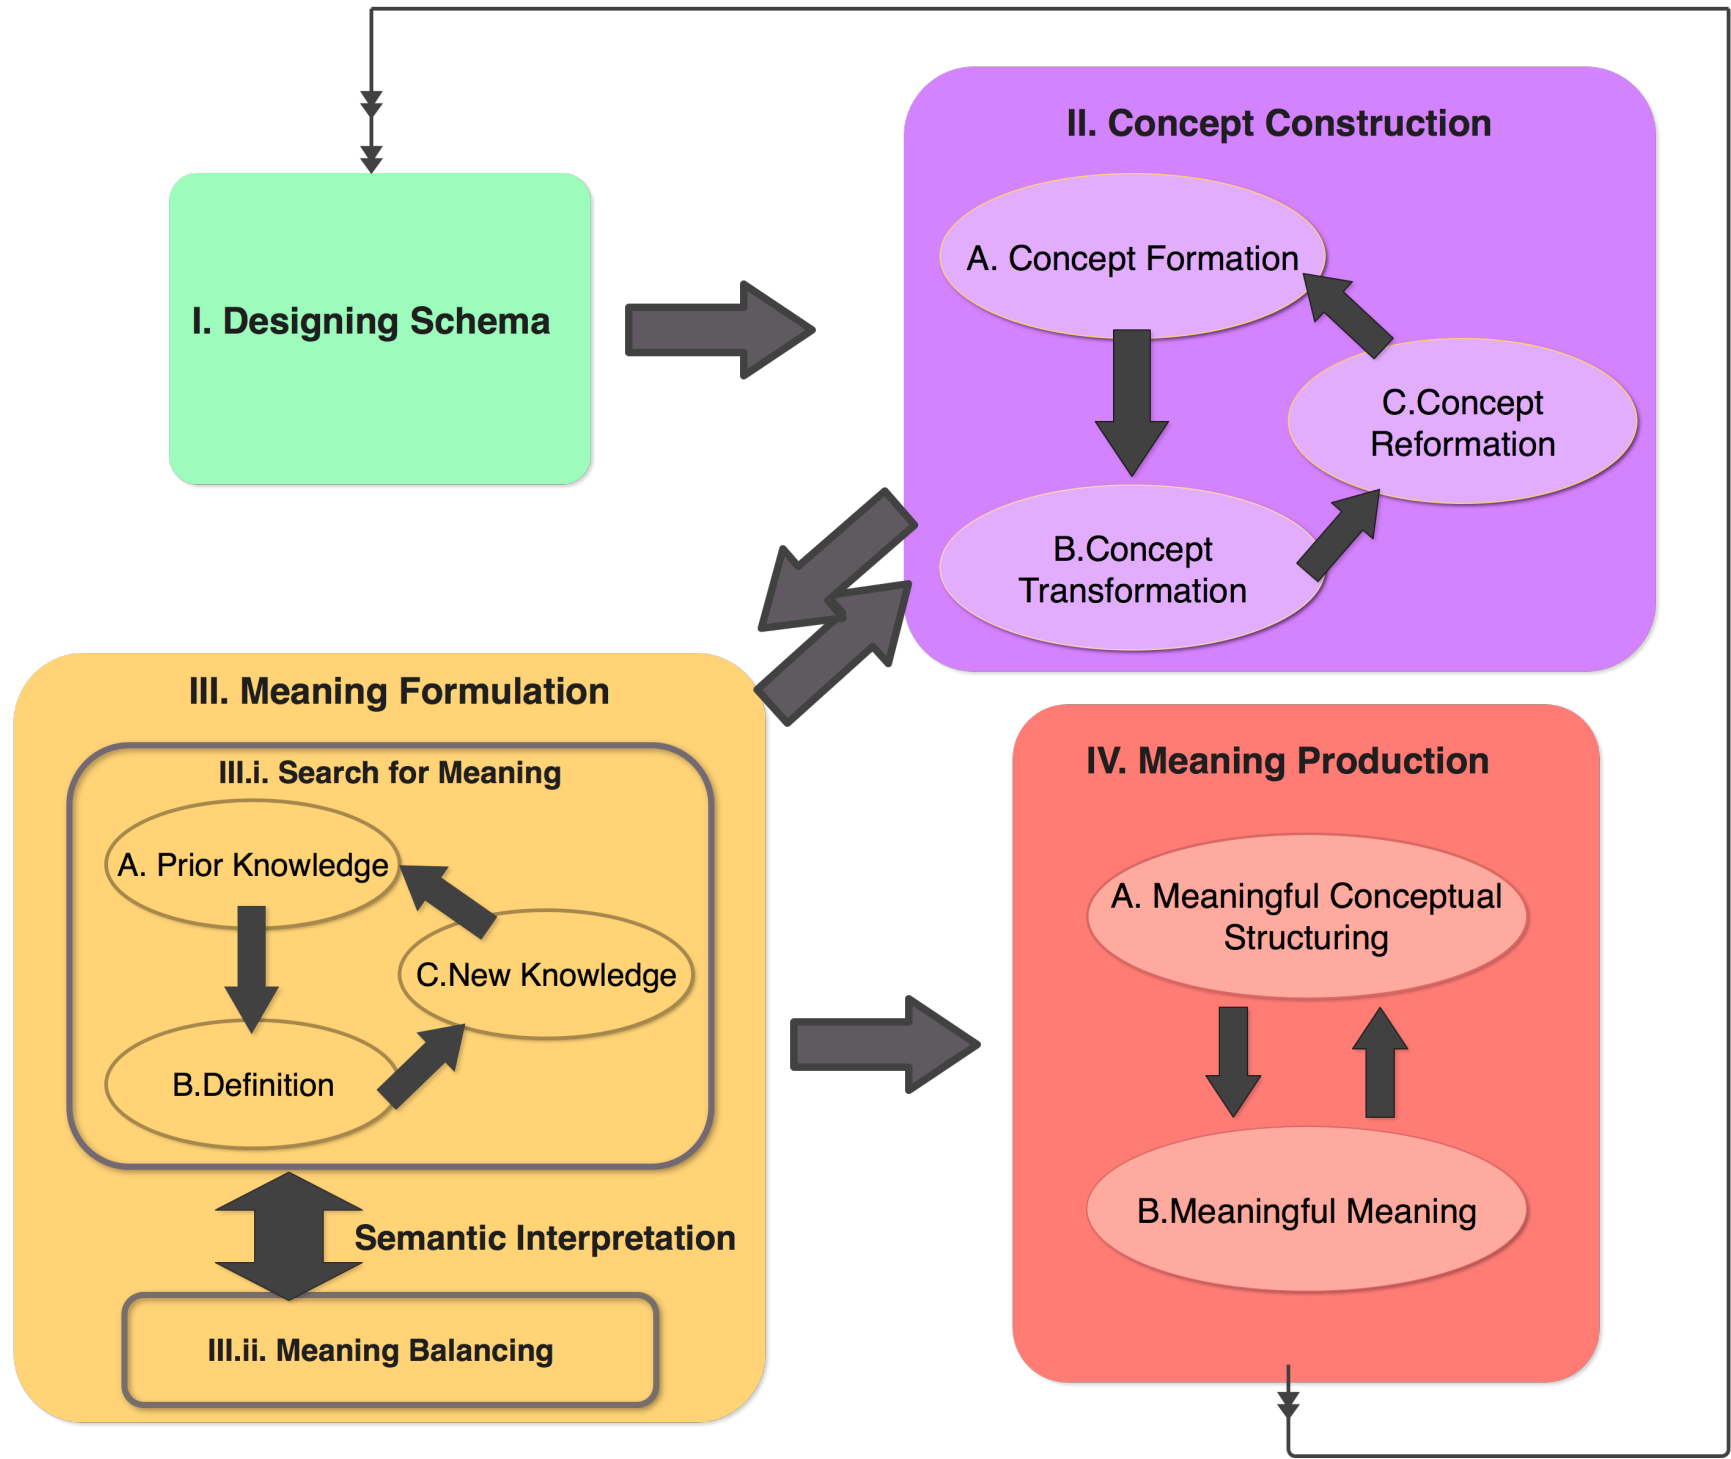 I. Designing Schema
II. Concept Construction
A. Concept Formation
C.Concept
Reformation
B.Concept
Transformation
III. Meaning Formulation
III.i. Search for Meaning
A. Prior Knowledge
C.New Knowledge
B.Definition
Semantic Interpretation
III.ii. Meaning Balancing
IV. Meaning Production
A. Meaningful Conceptual
Structuring
B.Meaningful Meaning